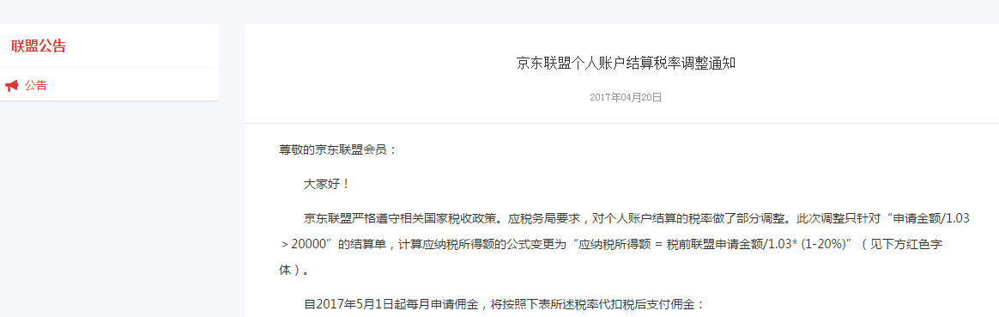 联盟公告
公告
京东联盟个人账户结算税率调整通知
2017年04月20日
尊敬的京东联盟会员：
大家好！
京东联盟严格遵守相关国家税收政策。应税务局要求，对个人账户结算的税率做了部分调整。此次调整只针对“申请金额/1.03
＞20000”的结算单，计算应纳税所得额的公式变更为“应纳税所得额 = 税前联盟申请金额/1.03* (1-20%)”（ 见下方红色字
体）。
自2017年5月1日起每月申请佣金，将按照下表所述税率代扣税后支付佣金：